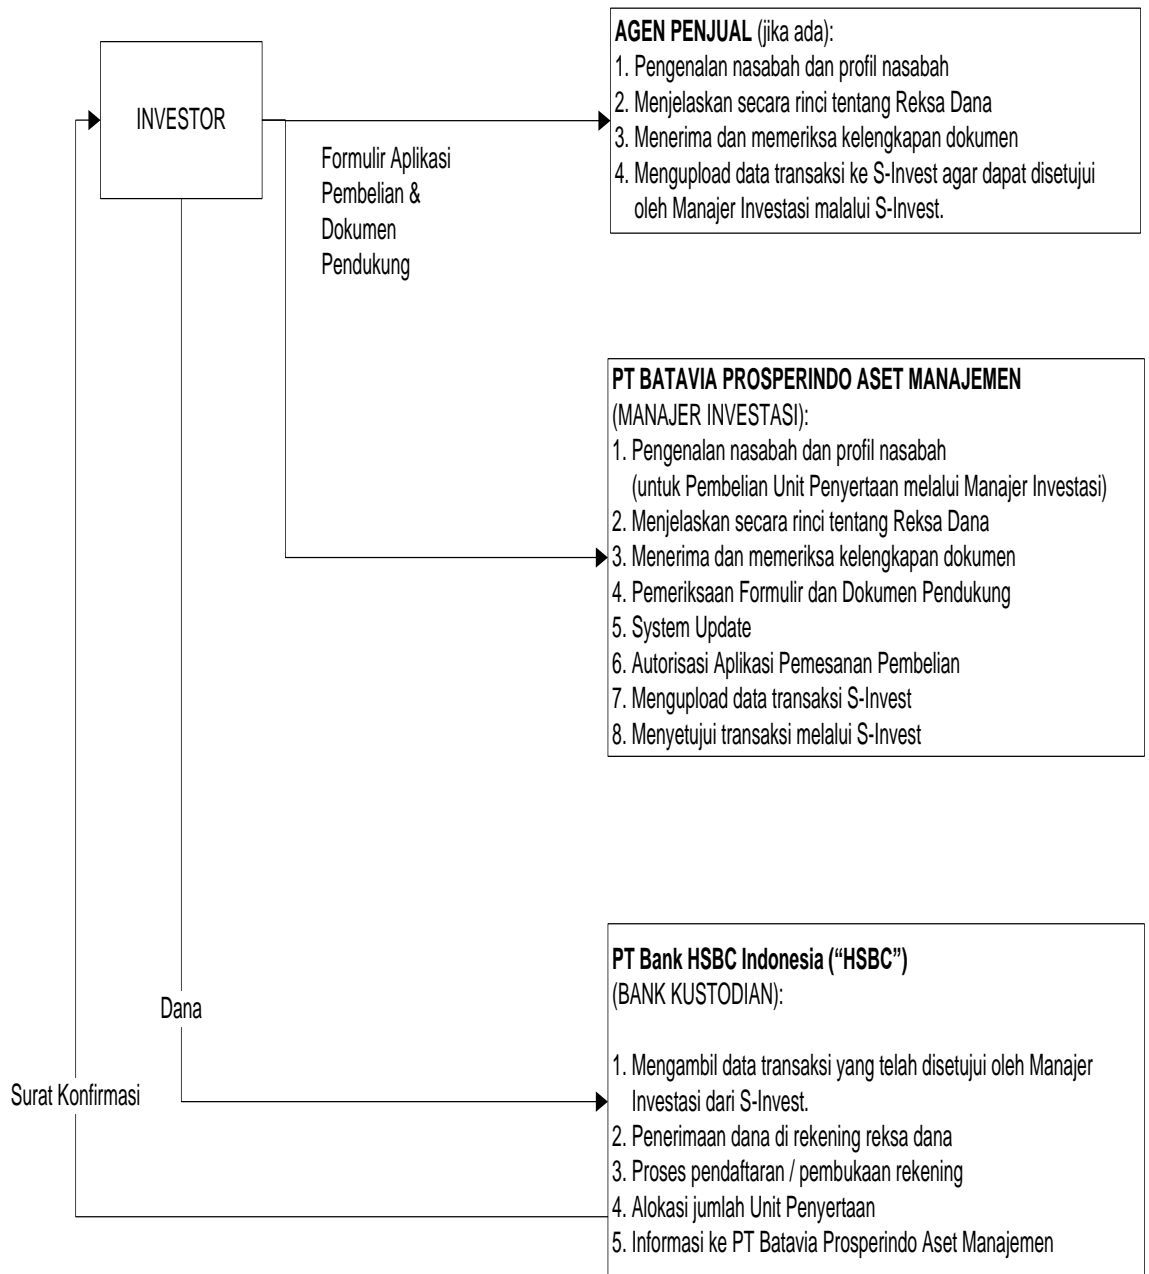 INVESTOR
Formulir Aplikasi
Pembelian &
Dokumen
Pendukung
AGEN PENJUAL (jika ada):
1. Pengenalan nasabah dan profil nasabah
2. Menjelaskan secara rinci tentang Reksa Dana
3. Menerima dan memeriksa kelengkapan dokumen
4. Mengupload data transaksi ke S-Invest agar dapat disetujui
oleh Manajer Investasi malalui S-Invest.
PT BATAVIA PROSPERINDO ASET MANAJEMEN
(MANAJER INVESTASI):
1. Pengenalan nasabah dan profil nasabah
(untuk Pembelian Unit Penyertaan melalui Manajer Investasi)
2. Menjelaskan secara rinci tentang Reksa Dana
3. Menerima dan memeriksa kelengkapan dokumen
4. Pemeriksaan Formulir dan Dokumen Pendukung
5. System Update
6. Autorisasi Aplikasi Pemesanan Pembelian
7. Mengupload data transaksi S-Invest
8. Menyetujui transaksi melalui S-Invest
Dana
Surat Konfirmasi
PT Bank HSBC Indonesia (“HSBC”)
(BANK KUSTODIAN):
1. Mengambil data transaksi yang telah disetujui oleh Manajer
Investasi dari S-Invest.
2. Penerimaan dana di rekening reksa dana
3. Proses pendaftaran / pembukaan rekening
4. Alokasi jumlah Unit Penyertaan
5. Informasi ke PT Batavia Prosperindo Aset Manajemen